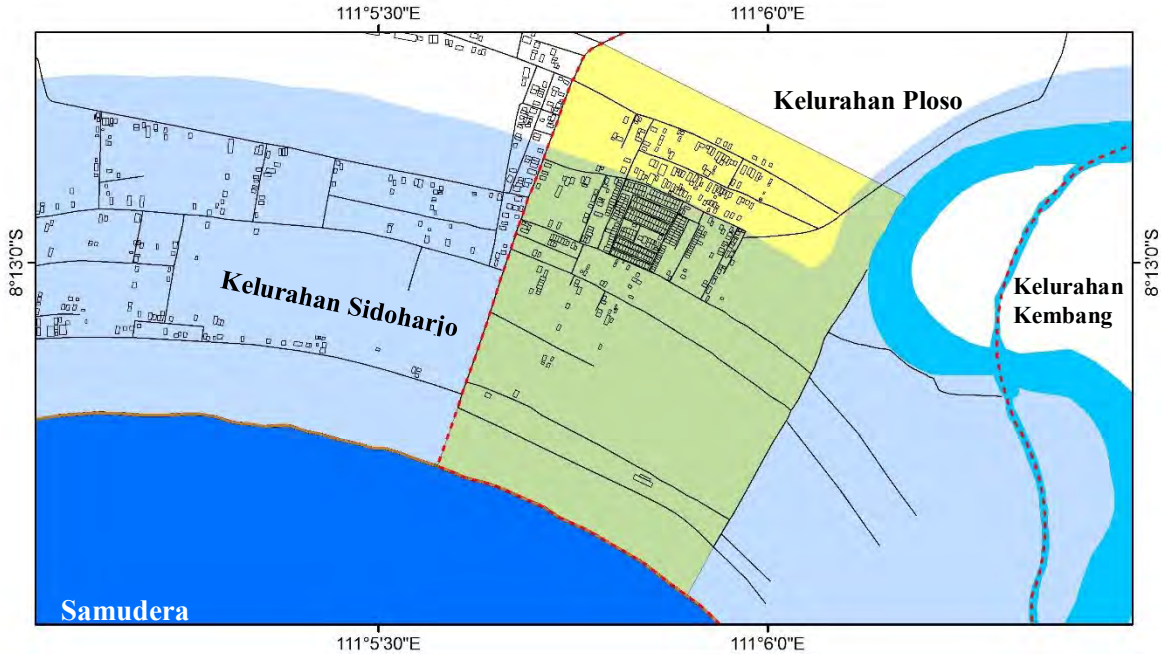 111°5'30"E
111°6'0"E
Kelurahan Ploso
8°13'0"S
8°13'0"S
Kelurahan Sidoharjo
Kelurahan
Kembang
Samudera
111°5'30"E
111°6'0"E